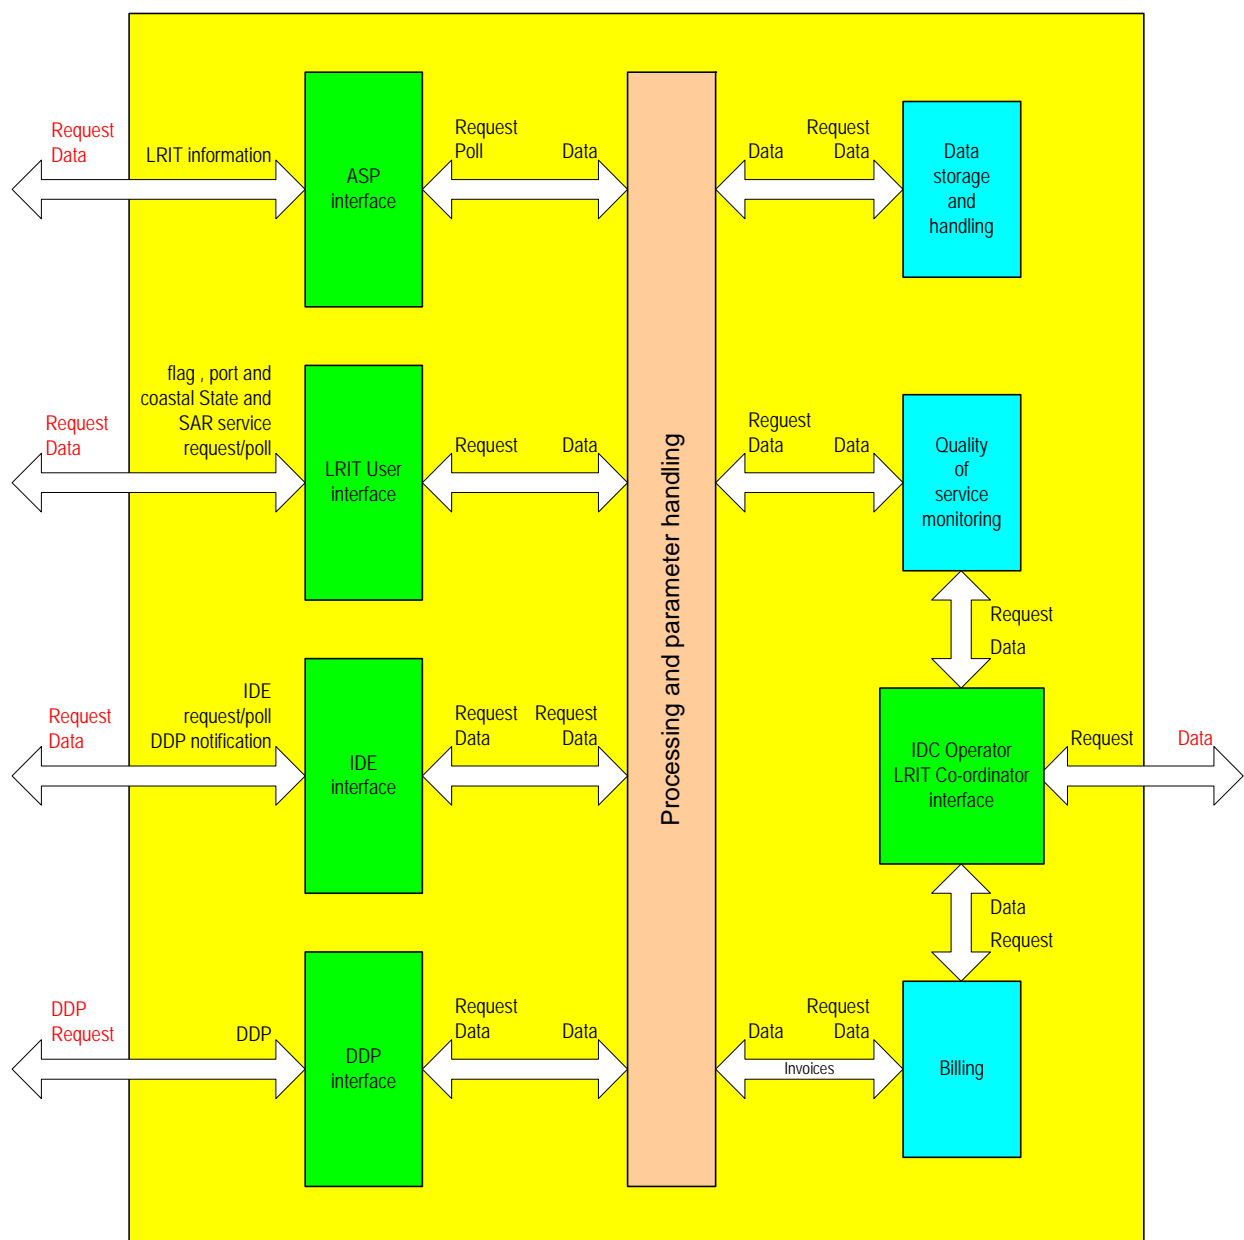 Request
Data
LRIT information
ASP
interface
Request
Poll
Data
Data
Request
Data
Data
storage
and
handling
flag , port and
coastal State and
SAR service
request/poll
Request
Data
LRIT User
interface
Request
Data
Processing and parameter handling
Reguest
Data
Data
Quality
of
service
monitoring
Request
Data
IDE
request/poll
DDP notification
Request
Data
IDE
interface
Request
Data
Request
Data
IDC Operator
LRIT Co-ordinator
interface
Request
Data
Data
Request
DDP
Request
DDP
DDP
interface
Request
Data
Data
Data
Request
Data
Invoices
Billing